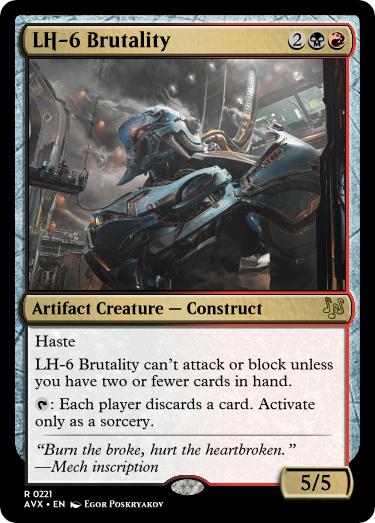 LH-6 Brutality 2
Artifact Creature — Construct
Haste
LH-6 Brutality can't attack or block unless
you have two or fewer cards in hand.
: Each player discards a card. Activate
only as a sorcery.
"Burn the broke, hurt the heartbroken."
—Mech inscription
5/5
R 0221
AVX • EN Egor Poskryakov